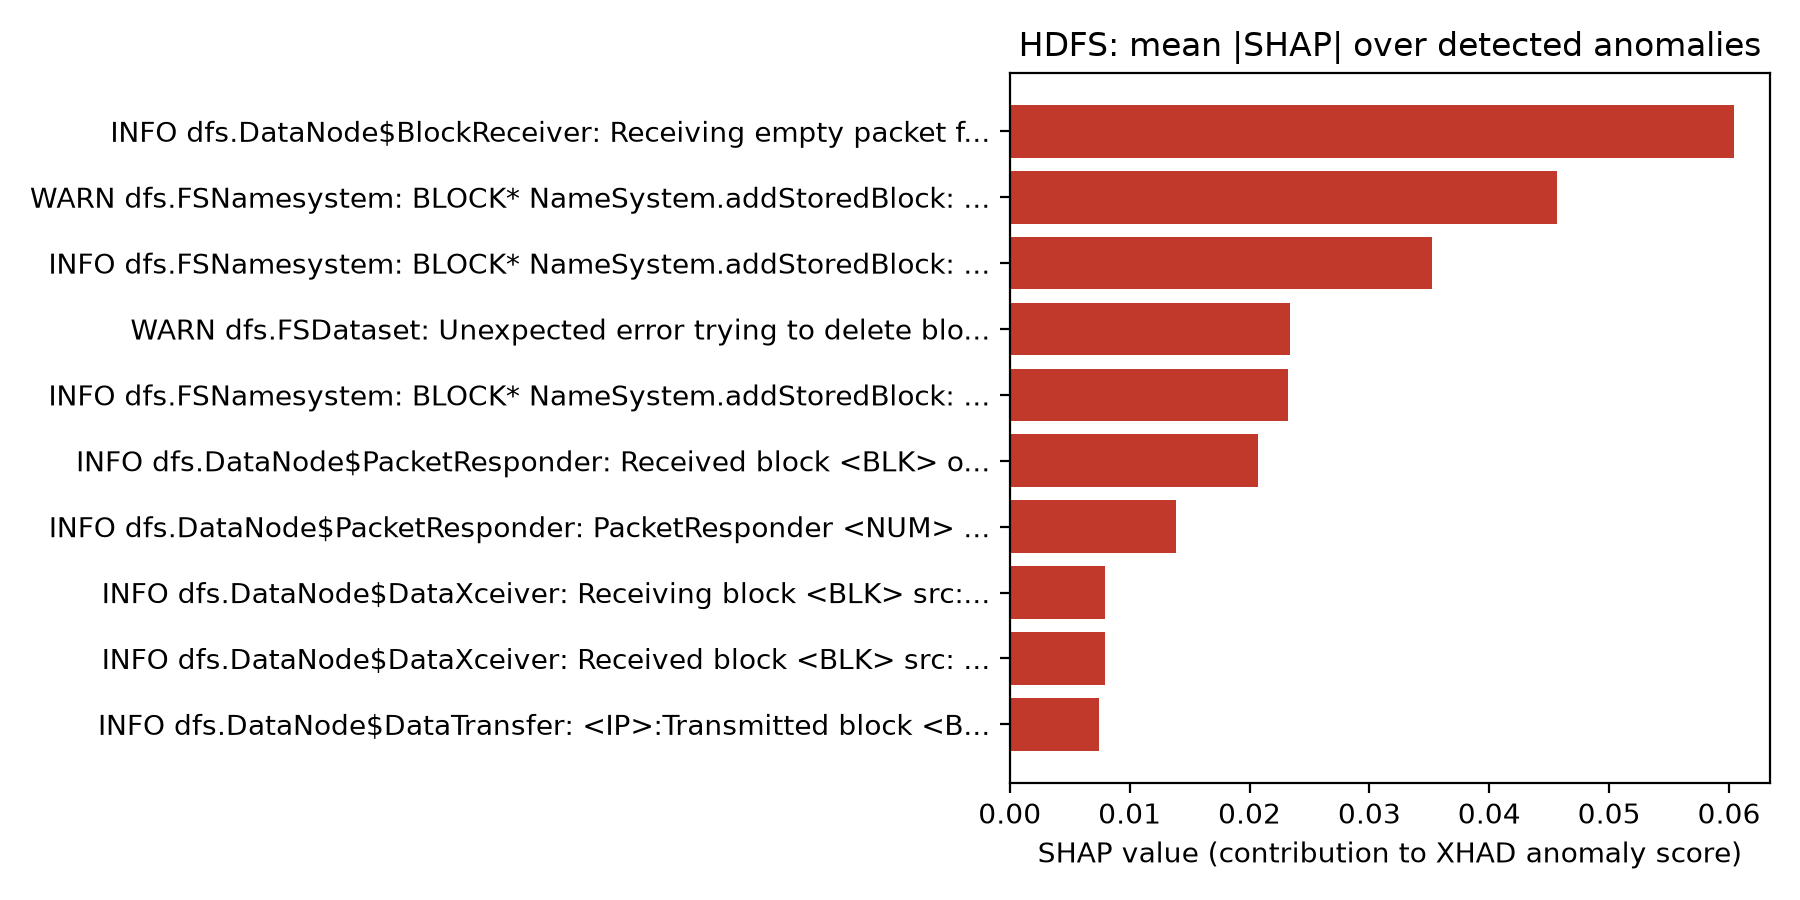 HDFS: mean |SHAP| over detected anomalies
INFO dfs.DataNode$BlockReceiver: Receiving empty packet f...
WARN dfs.FSNamesystem: BLOCK* NameSystem.addStoredBlock: ...
INFO dfs.FSNamesystem: BLOCK* NameSystem.addStoredBlock: ...
WARN dfs.FSDataset: Unexpected error trying to delete blo...
INFO dfs.FSNamesystem: BLOCK* NameSystem.addStoredBlock: ...
INFO dfs.DataNode$PacketResponder: Received block <BLK> o...
INFO dfs.DataNode$PacketResponder: PacketResponder <NUM> ...
INFO dfs.DataNode$DataXceiver: Receiving block <BLK> src:...
INFO dfs.DataNode$DataXceiver: Received block <BLK> src: ...
INFO dfs.DataNode$DataTransfer: <IP>:Transmitted block <B...
0.00 0.01 0.02 0.03 0.04 0.05 0.06
SHAP value (contribution to XHAD anomaly score)